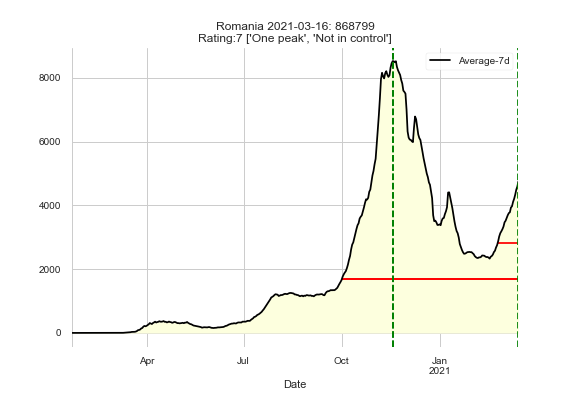 Romania 2021-03-16: 868799
Rating:7 ['One peak', 'Not in control']
Average-7d
8000
6000
4000
2000
0
Apr
Jul
Oct
Jan
2021
Date